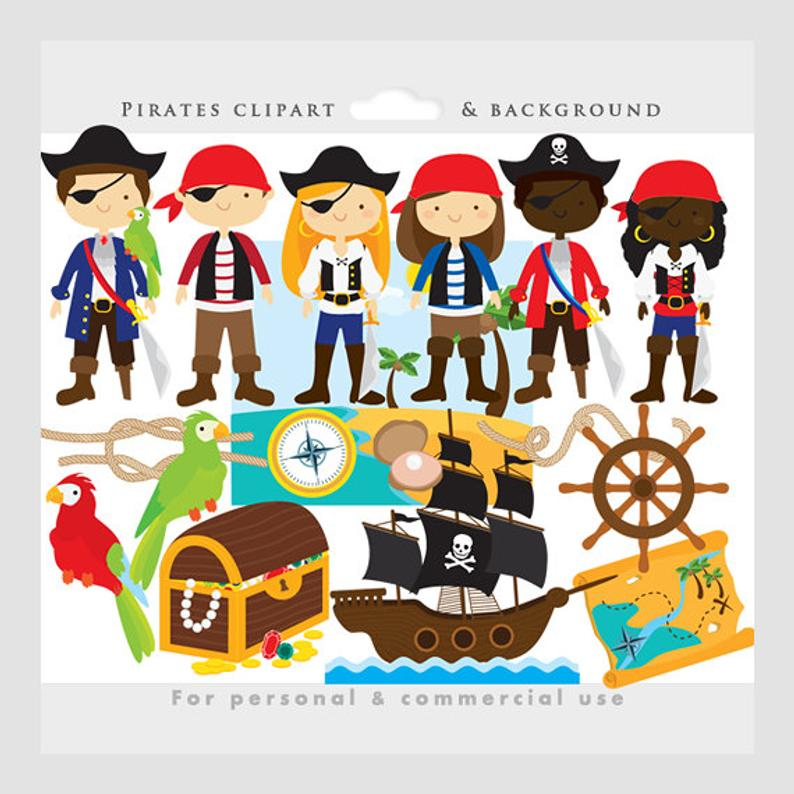 PIRATES CLIPART & BACKGROUND
For personal & commercial use